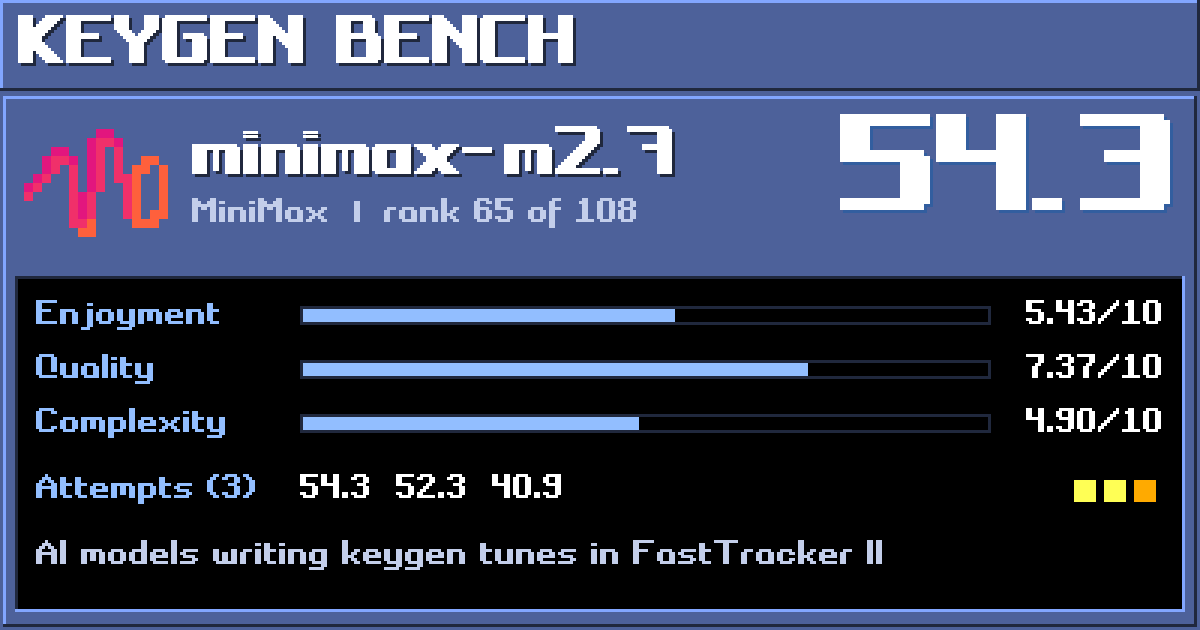 KEYGEN BENCH
minimax-m2.7
54.3
MiniMax | rank 65 of 108
Enjoyment 5.43/10
Quality 7.37/10
Complexity 4.90/10
Attempts (3) 54.3 52.3 40.9
AI models writing keygen tunes in FastTracker II